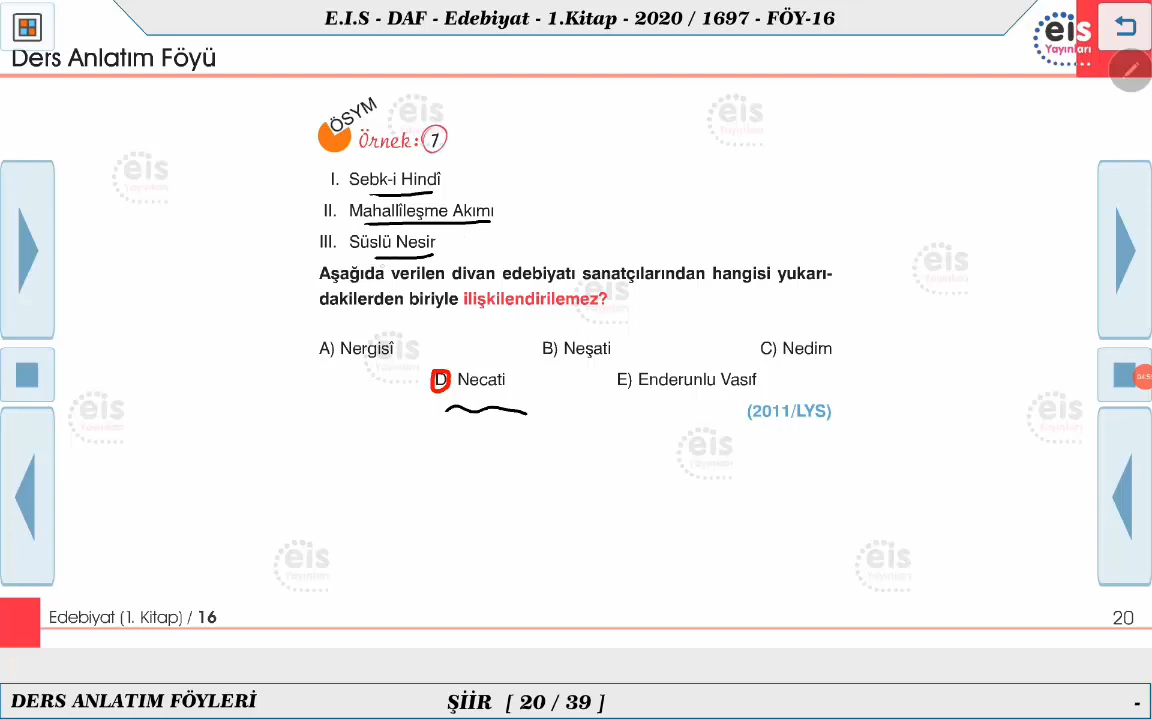 E.I.S - DAF - Edebiyat - 1.Kitap - 2020 / 1697 - FÖY-16
Ders Anlatım Föyü
eis
Yayınları
ÖSYM
Örnek: 7
I. Sebk-i Hindî
II. Mahallîleşme Akımı
III. Süslü Nesir
Aşağıda verilen divan edebiyatı sanatçılarından hangisi yukarı-
dakilerden biriyle ilişkilendirilemez?
A) Nergisî B) Neşati C) Nedim
D) Necati E) Enderunlu Vasıf
(2011/LYS)
Edebiyat (1. Kitap) / 16
20
DERS ANLATIM FÖYLERİ ŞİİR [ 20 / 39 ] -